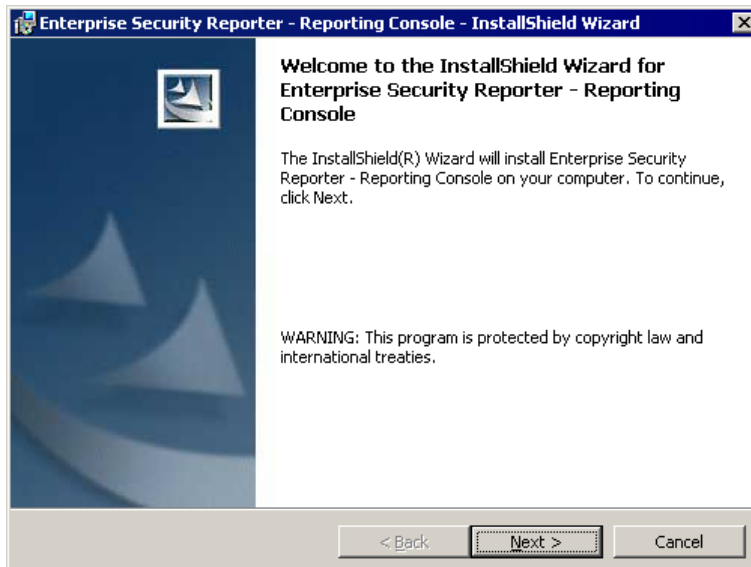 Enterprise Security Reporter - Reporting Console - InstallShield Wizard
Welcome to the InstallShield Wizard for
Enterprise Security Reporter - Reporting
Console
The InstallShield(R) Wizard will install Enterprise Security
Reporter - Reporting Console on your computer. To continue,
click Next.
WARNING: This program is protected by copyright law and
international treaties.
< Back
Next >
Cancel